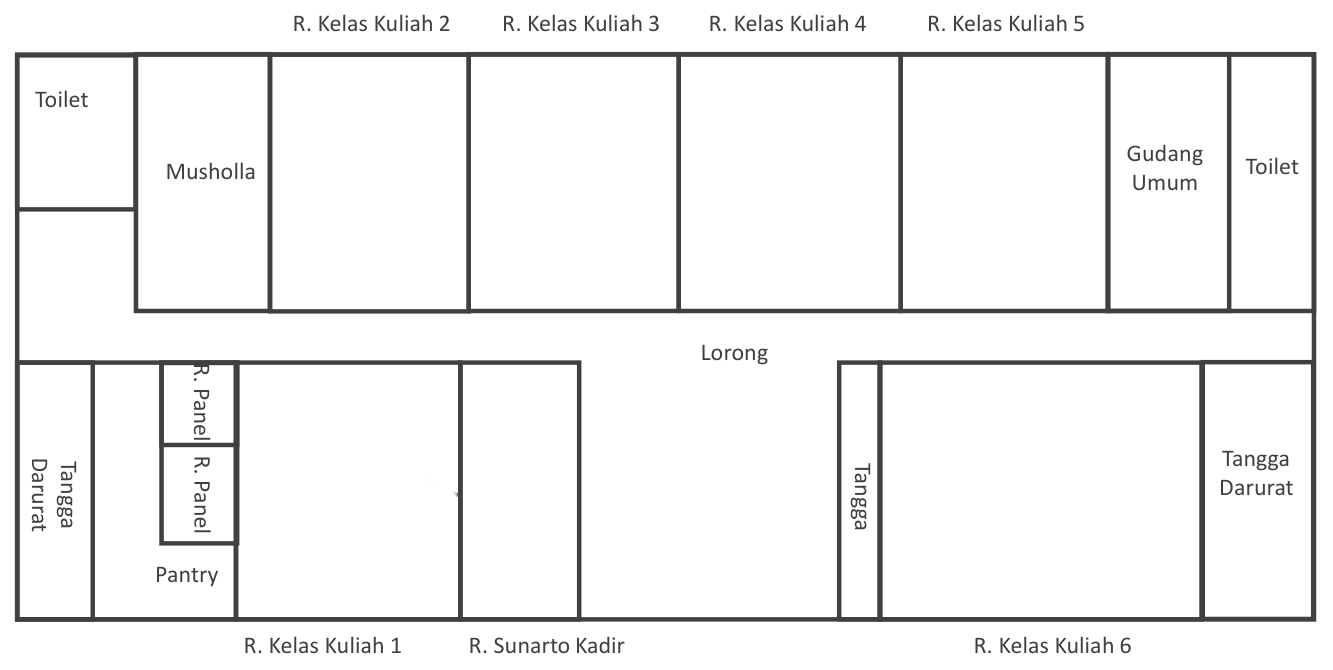 R. Kelas Kuliah 2
R. Kelas Kuliah 3
R. Kelas Kuliah 4
R. Kelas Kuliah 5
Toilet
Musholla
Gudang
Umum
Toilet
Lorong
Tangga
Darurat
R. Panel
R. Panel
Pantry
Tangga
Tangga
Darurat
R. Kelas Kuliah 1
R. Sunarto Kadir
R. Kelas Kuliah 6